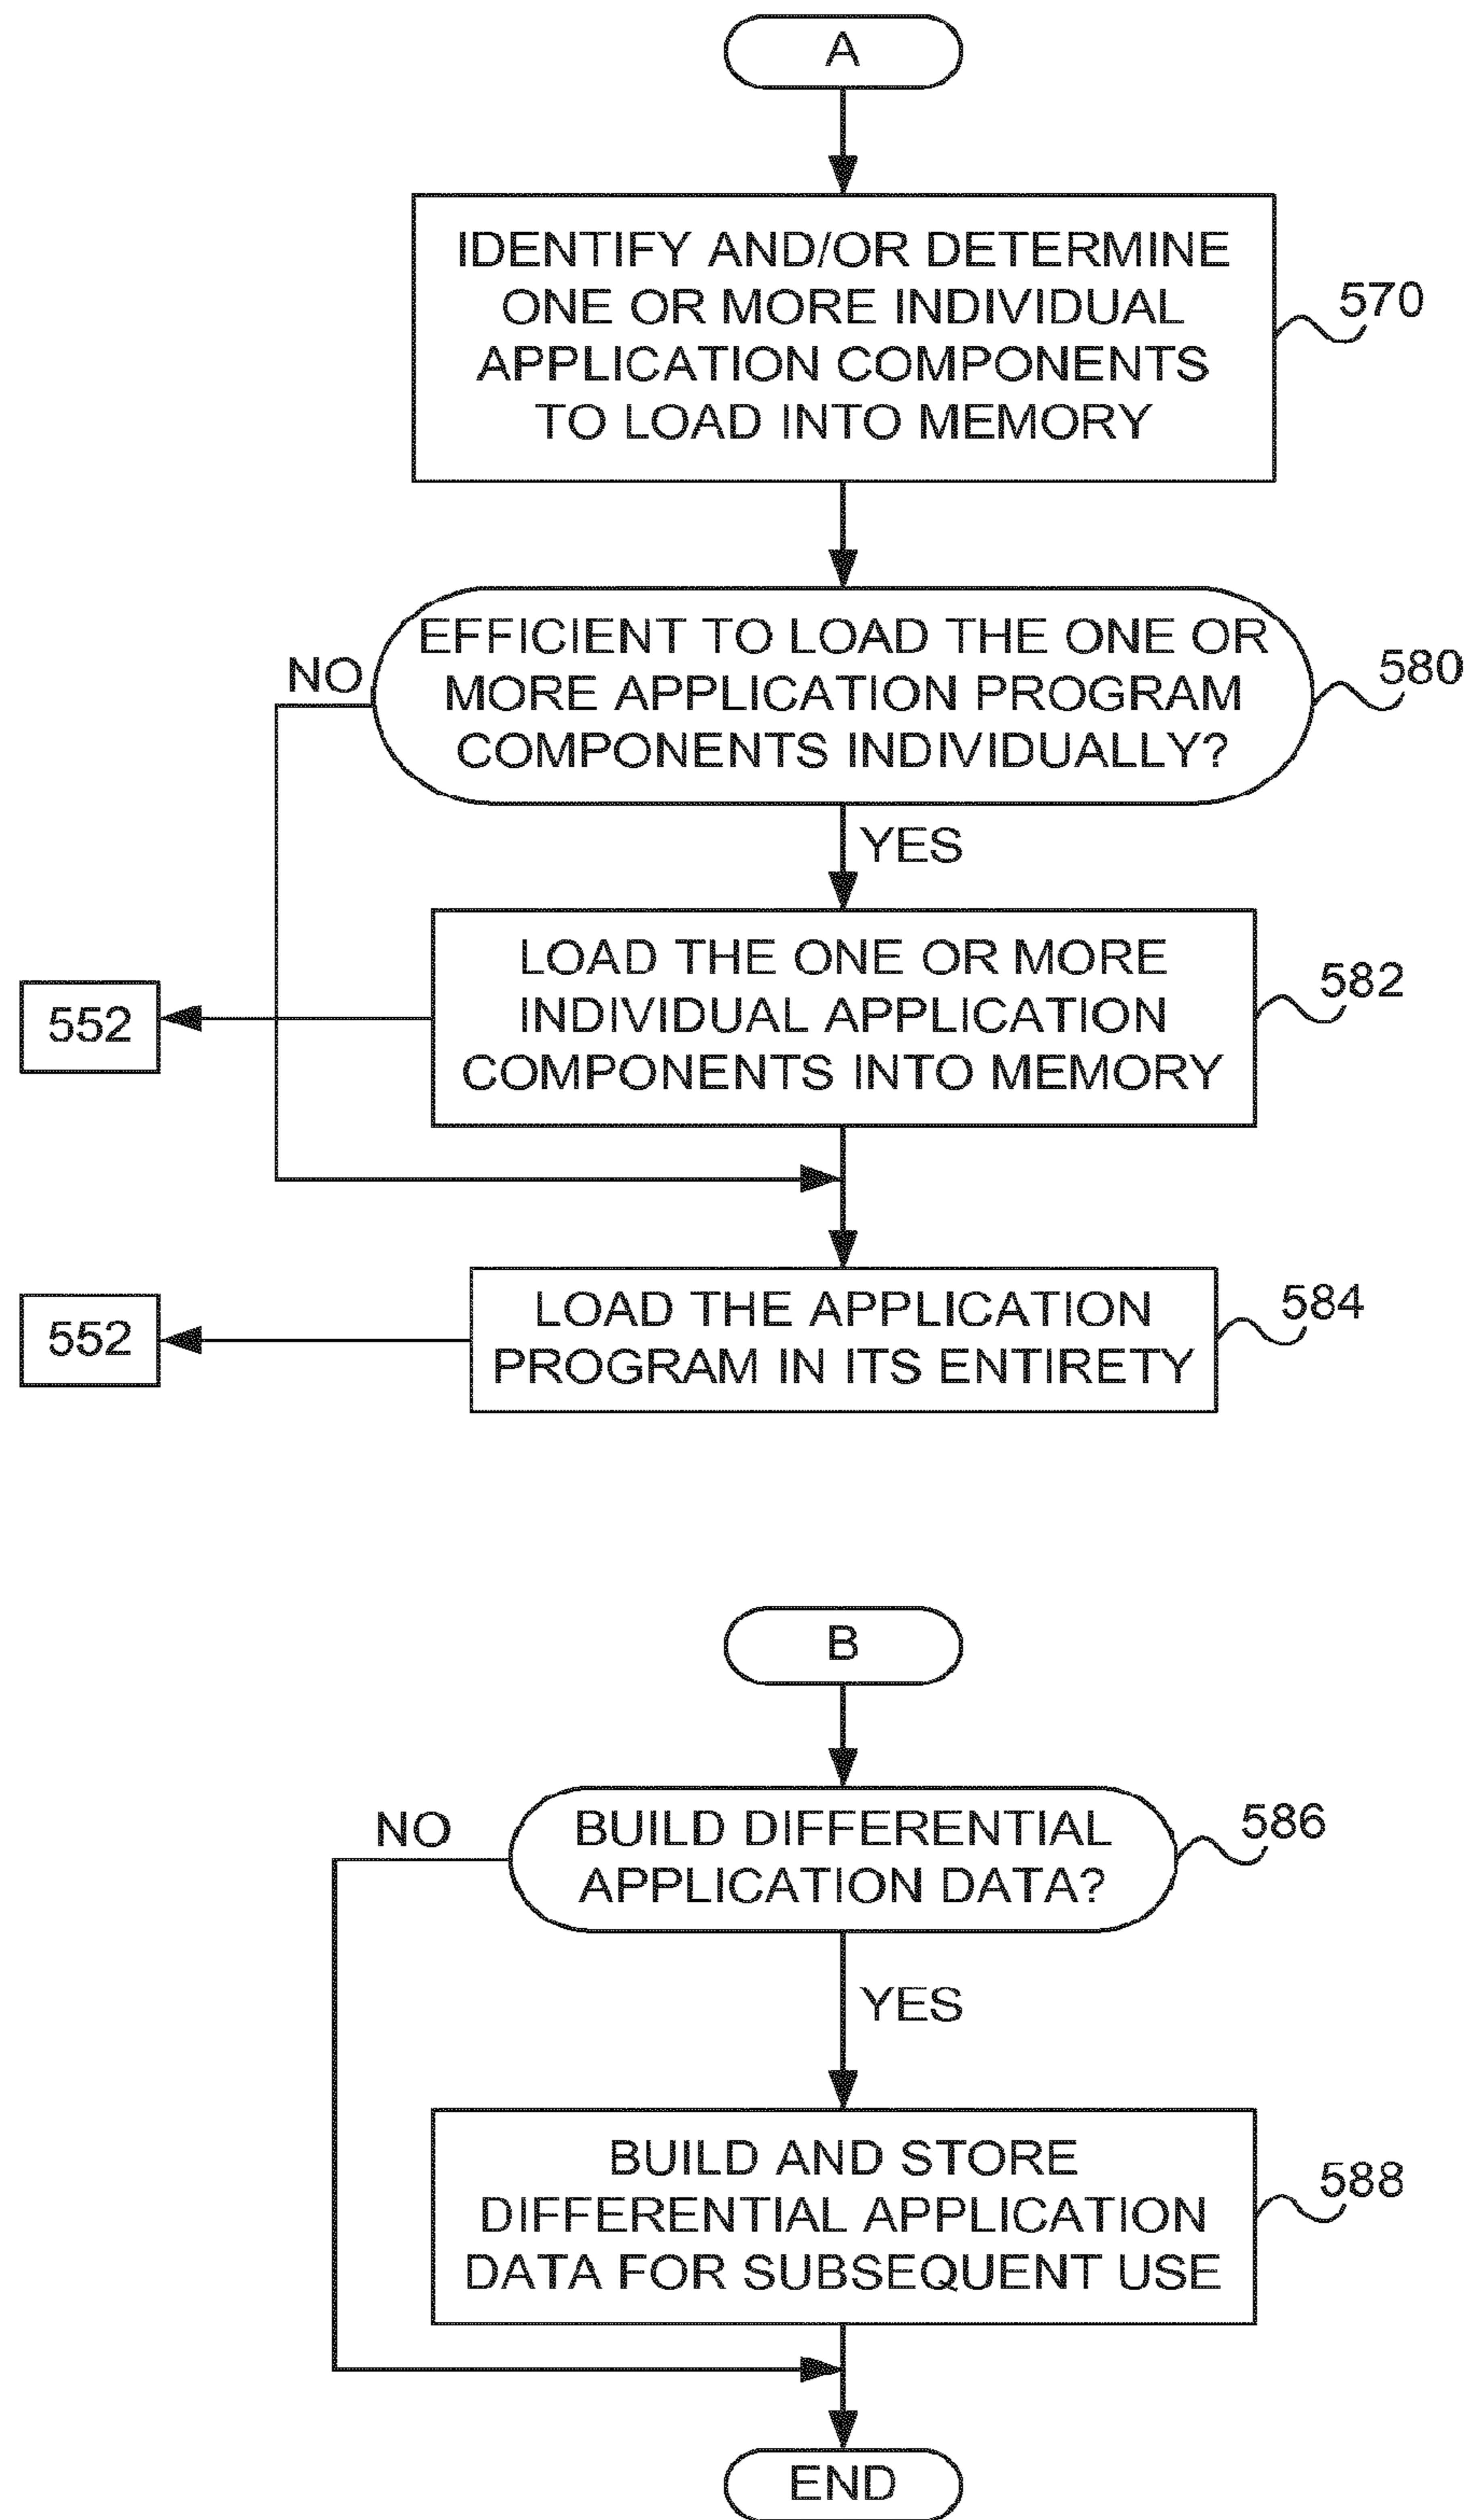 A
IDENTIFY AND/OR DETERMINE
ONE OR MORE INDIVIDUAL
APPLICATION COMPONENTS
TO LOAD INTO MEMORY
570
EFFICIENT TO LOAD THE ONE OR
MORE APPLICATION PROGRAM
COMPONENTS INDIVIDUALLY?
580
NO
YES
LOAD THE ONE OR MORE
INDIVIDUAL APPLICATION
COMPONENTS INTO MEMORY
582
552
LOAD THE APPLICATION
PROGRAM IN ITS ENTIRETY
584
552
B
BUILD DIFFERENTIAL
APPLICATION DATA?
586
NO
YES
BUILD AND STORE
DIFFERENTIAL APPLICATION
DATA FOR SUBSEQUENT USE
588
END